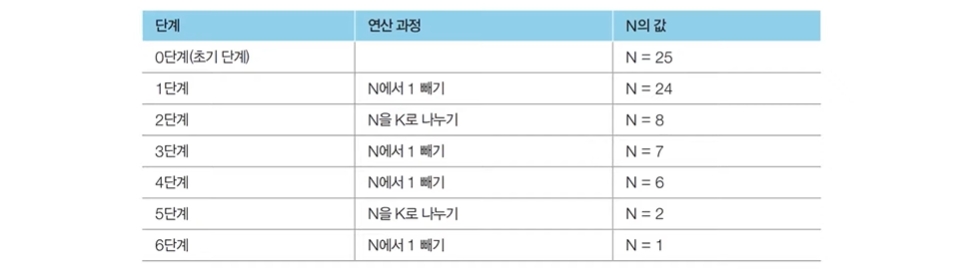 단계 연산 과정 N의 값
0단계(초기 단계) N = 25
1단계 N에서 1 빼기 N = 24
2단계 N을 K로 나누기 N = 8
3단계 N에서 1 빼기 N = 7
4단계 N에서 1 빼기 N = 6
5단계 N을 K로 나누기 N = 2
6단계 N에서 1 빼기 N = 1